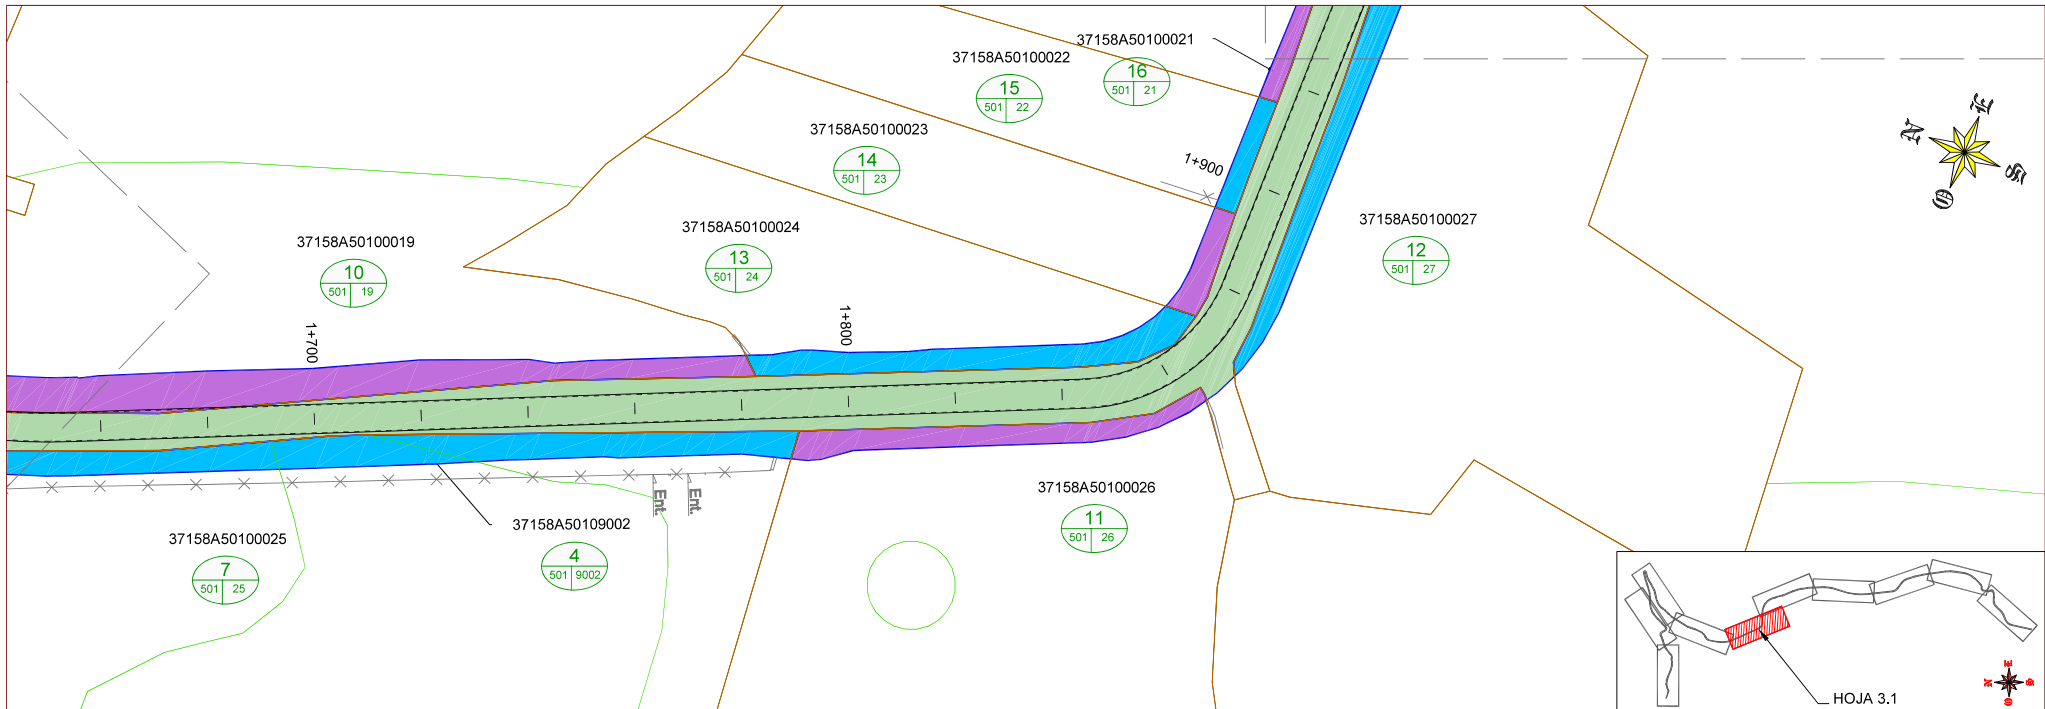 37158A50100021
16
501 21
37158A50100022
15
501 22
37158A50100023
14
501 23
1+900
37158A50100024
13
501 24
37158A50100019
10
501 19
37158A50100027
12
501 27
N
E
S
O
1+700
1+800
Ent.
Ent.
37158A50100025
7
501 25
37158A50109002
4
501 9002
37158A50100026
11
501 26
HOJA 3.1
E
N
S
O